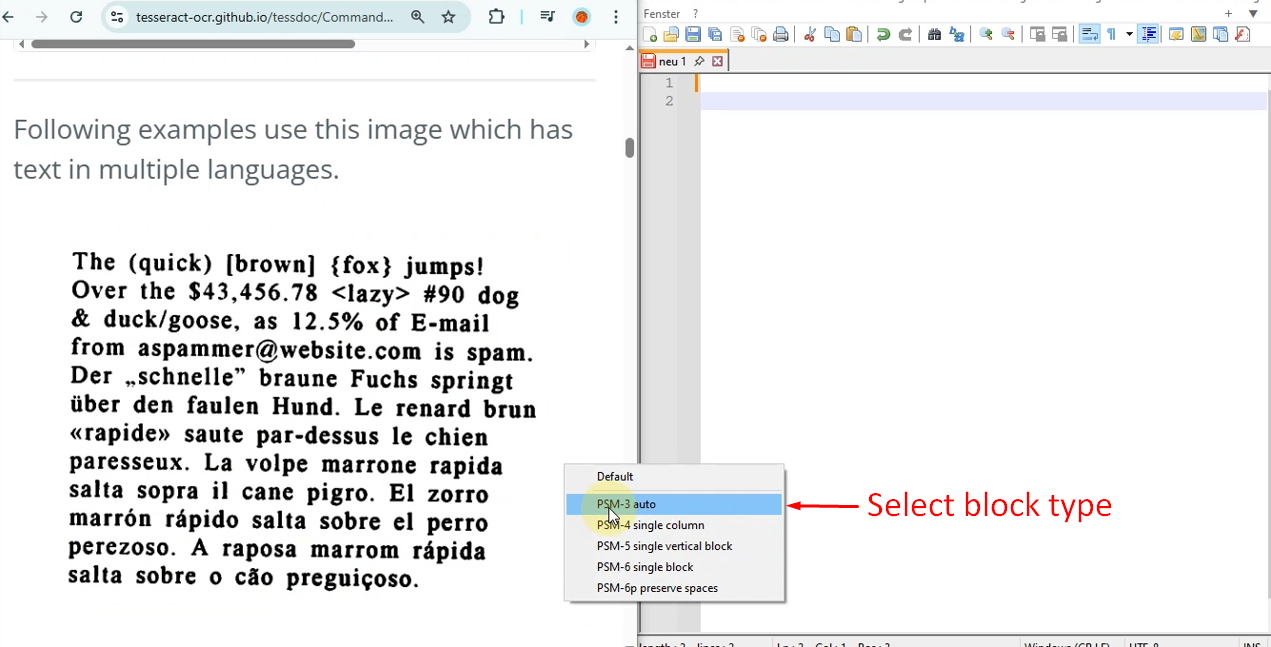 tesseract-ocr.github.io/tessdoc/Command...
Following examples use this image which has
text in multiple languages.
The (quick) [brown] {fox} jumps!
Over the $43,456.78 <lazy> #90 dog
& duck/goose, as 12.5% of E-mail
from aspammer@website.com is spam.
Der „schnelle” braune Fuchs springt
über den faulen Hund. Le renard brun
«rapide» saute par-dessus le chien
paresseux. La volpe marrone rapida
salta sopra il cane pigro. El zorro
marrón rápido salta sobre el perro
perezoso. A raposa marrom rápida
salta sobre o cão preguiçoso.
Fenster ?
neu 1
1
2
Default
PSM-3 auto
PSM-4 single column
PSM-5 single vertical block
PSM-6 single block
PSM-6p preserve spaces
Select block type